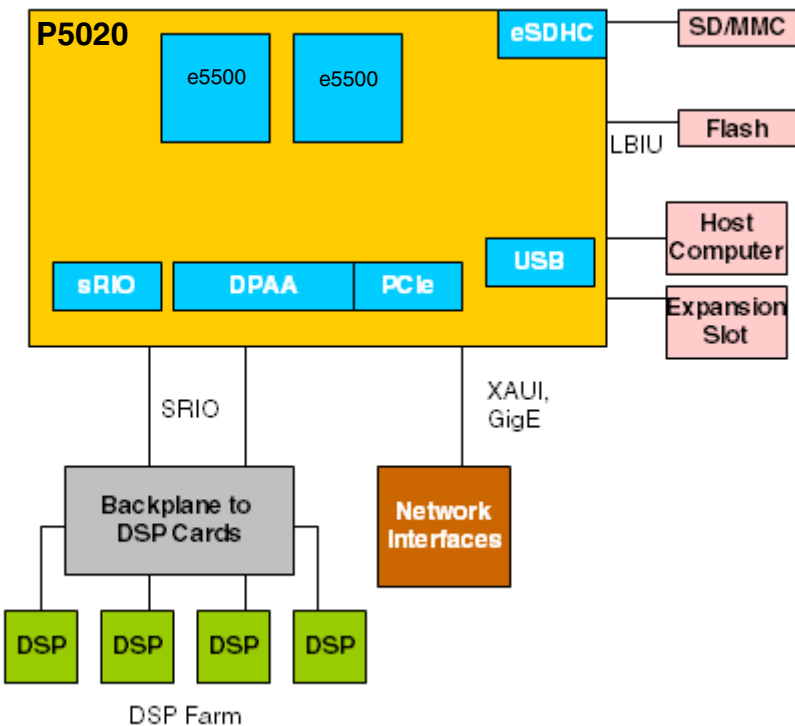 P5020
eSDHC
SD/MMC
e5500
e5500
Flash
LBIU
Host
Computer
USB
sRIO
DPAA
PCIe
Expansion
Slot
SRIO
XAUI,
GigE
Backplane to
DSP Cards
Network
Interfaces
DSP
DSP
DSP
DSP
DSP Farm